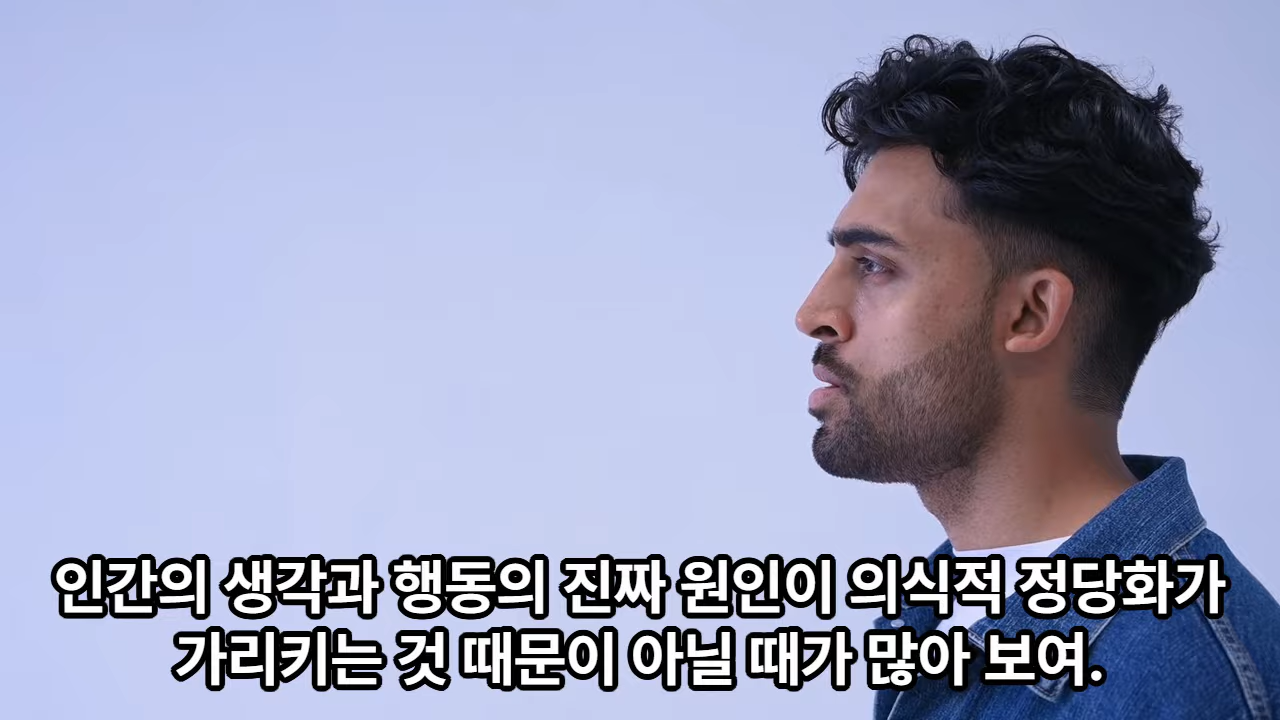 인간의 생각과 행동의 진짜 원인이 의식적 정당화가
가리키는 것 때문이 아닐 때가 많아 보여.